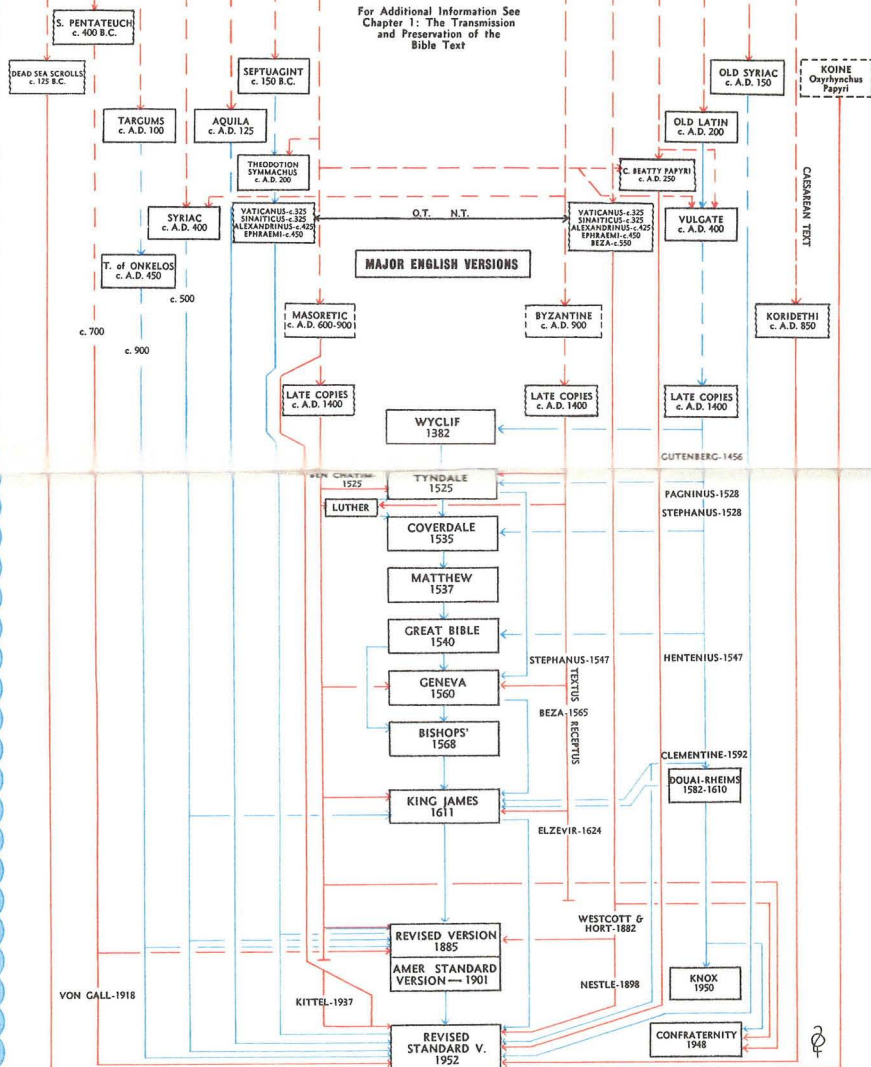 For Additional Information See
Chapter 1: The Transmission
and Preservation of the
Bible Text
S. PENTATEUCH
c. 400 B.C.
DEAD SEA SCROLLS
c. 125 B.C.
SEPTUAGINT
c. 150 B.C.
OLD SYRIAC
c. A.D. 150
KOINE
Oxyrhynchus
Papyri
TARGUMS
c. A.D. 100
AQUILA
c. A.D. 125
OLD LATIN
c. A.D. 200
THEODOTION
SYMMACHUS
c. A.D. 200
C. BEATTY PAPYRI
c. A.D. 250
CAESAREAN TEXT
SYRIAC
c. A.D. 400
VATICANUS-c.325
SINAITICUS-c.325
ALEXANDRINUS-c.425
EPHRAEMI-c.450
O.T. N.T.
VATICANUS-c.325
SINAITICUS-c.325
ALEXANDRINUS-c.425
EPHRAEMI-c.450
BEZA-c.550
VULGATE
c. A.D. 400
T. of ONKELOS
c. A.D. 450
MAJOR ENGLISH VERSIONS
c. 500
c. 700
c. 900
MASORETIC
c. A.D. 600-900
BYZANTINE
c. A.D. 900
KORIDETHI
c. A.D. 850
LATE COPIES
c. A.D. 1400
LATE COPIES
c. A.D. 1400
LATE COPIES
c. A.D. 1400
WYCLIF
1382
GUTENBERG-1456
1525
TYNDALE
1525
PAGNINUS-1528
LUTHER
STEPHANUS-1528
COVERDALE
1535
MATTHEW
1537
GREAT BIBLE
1540
STEPHANUS-1547
HENTENIUS-1547
TEXTUS RECEPTUS
GENEVA
1560
BEZA-1565
BISHOPS'
1568
CLEMENTINE-1592
DOUAI-RHEIMS
1582-1610
KING JAMES
1611
ELZEVIR-1624
WESTCOTT &
HORT-1882
REVISED VERSION
1885
AMER STANDARD
VERSION — 1901
NESTLE-1898
KNOX
1950
VON GALL-1918
KITTEL-1937
REVISED
STANDARD V.
1952
CONFRATERNITY
1948